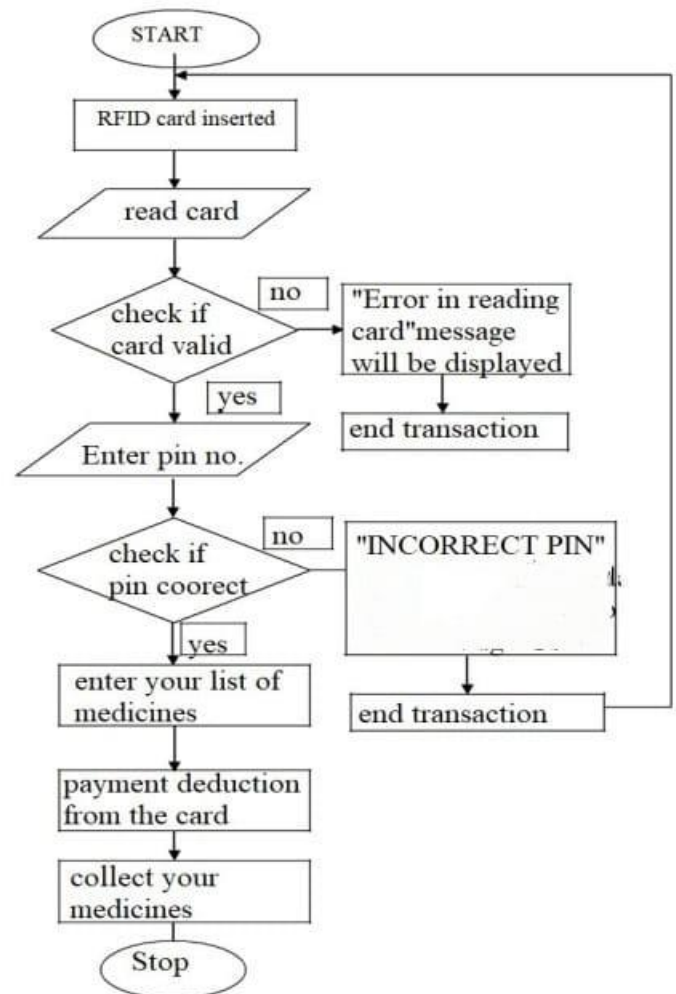 START
RFID card inserted
read card
check if
card valid
no
"Error in reading
card"message
will be displayed
end transaction
yes
Enter pin no.
check if
pin coorect
no
"INCORRECT PIN"
end transaction
yes
enter your list of
medicines
payment deduction
from the card
collect your
medicines
Stop